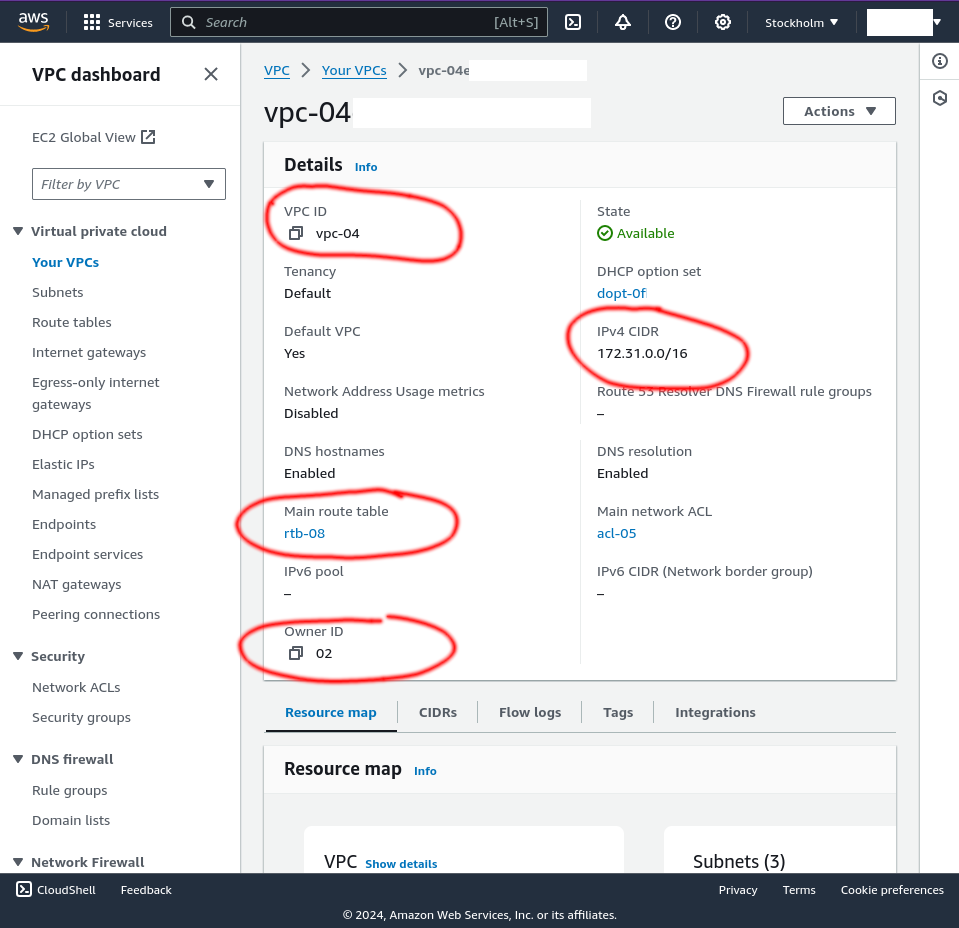 aws
Services
Search
[Alt+S]
Stockholm
VPC dashboard
EC2 Global View
Filter by VPC
Virtual private cloud
Your VPCs
Subnets
Route tables
Internet gateways
Egress-only internet
gateways
DHCP option sets
Elastic IPs
Managed prefix lists
Endpoints
Endpoint services
NAT gateways
Peering connections
Security
Network ACLs
Security groups
DNS firewall
Rule groups
Domain lists
Network Firewall
VPC
Your VPCs
vpc-04e
vpc-04
Actions
Details Info
VPC ID
vpc-04
State
Available
Tenancy
Default
DHCP option set
dopt-0f
Default VPC
Yes
IPv4 CIDR
172.31.0.0/16
Network Address Usage metrics
Disabled
Route 53 Resolver DNS Firewall rule groups
–
DNS hostnames
Enabled
DNS resolution
Enabled
Main route table
rtb-08
Main network ACL
acl-05
IPv6 pool
–
IPv6 CIDR (Network border group)
–
Owner ID
02
Resource map
CIDRs
Flow logs
Tags
Integrations
Resource map Info
VPC Show details
Subnets (3)
CloudShell
Feedback
Privacy
Terms
Cookie preferences
© 2024, Amazon Web Services, Inc. or its affiliates.